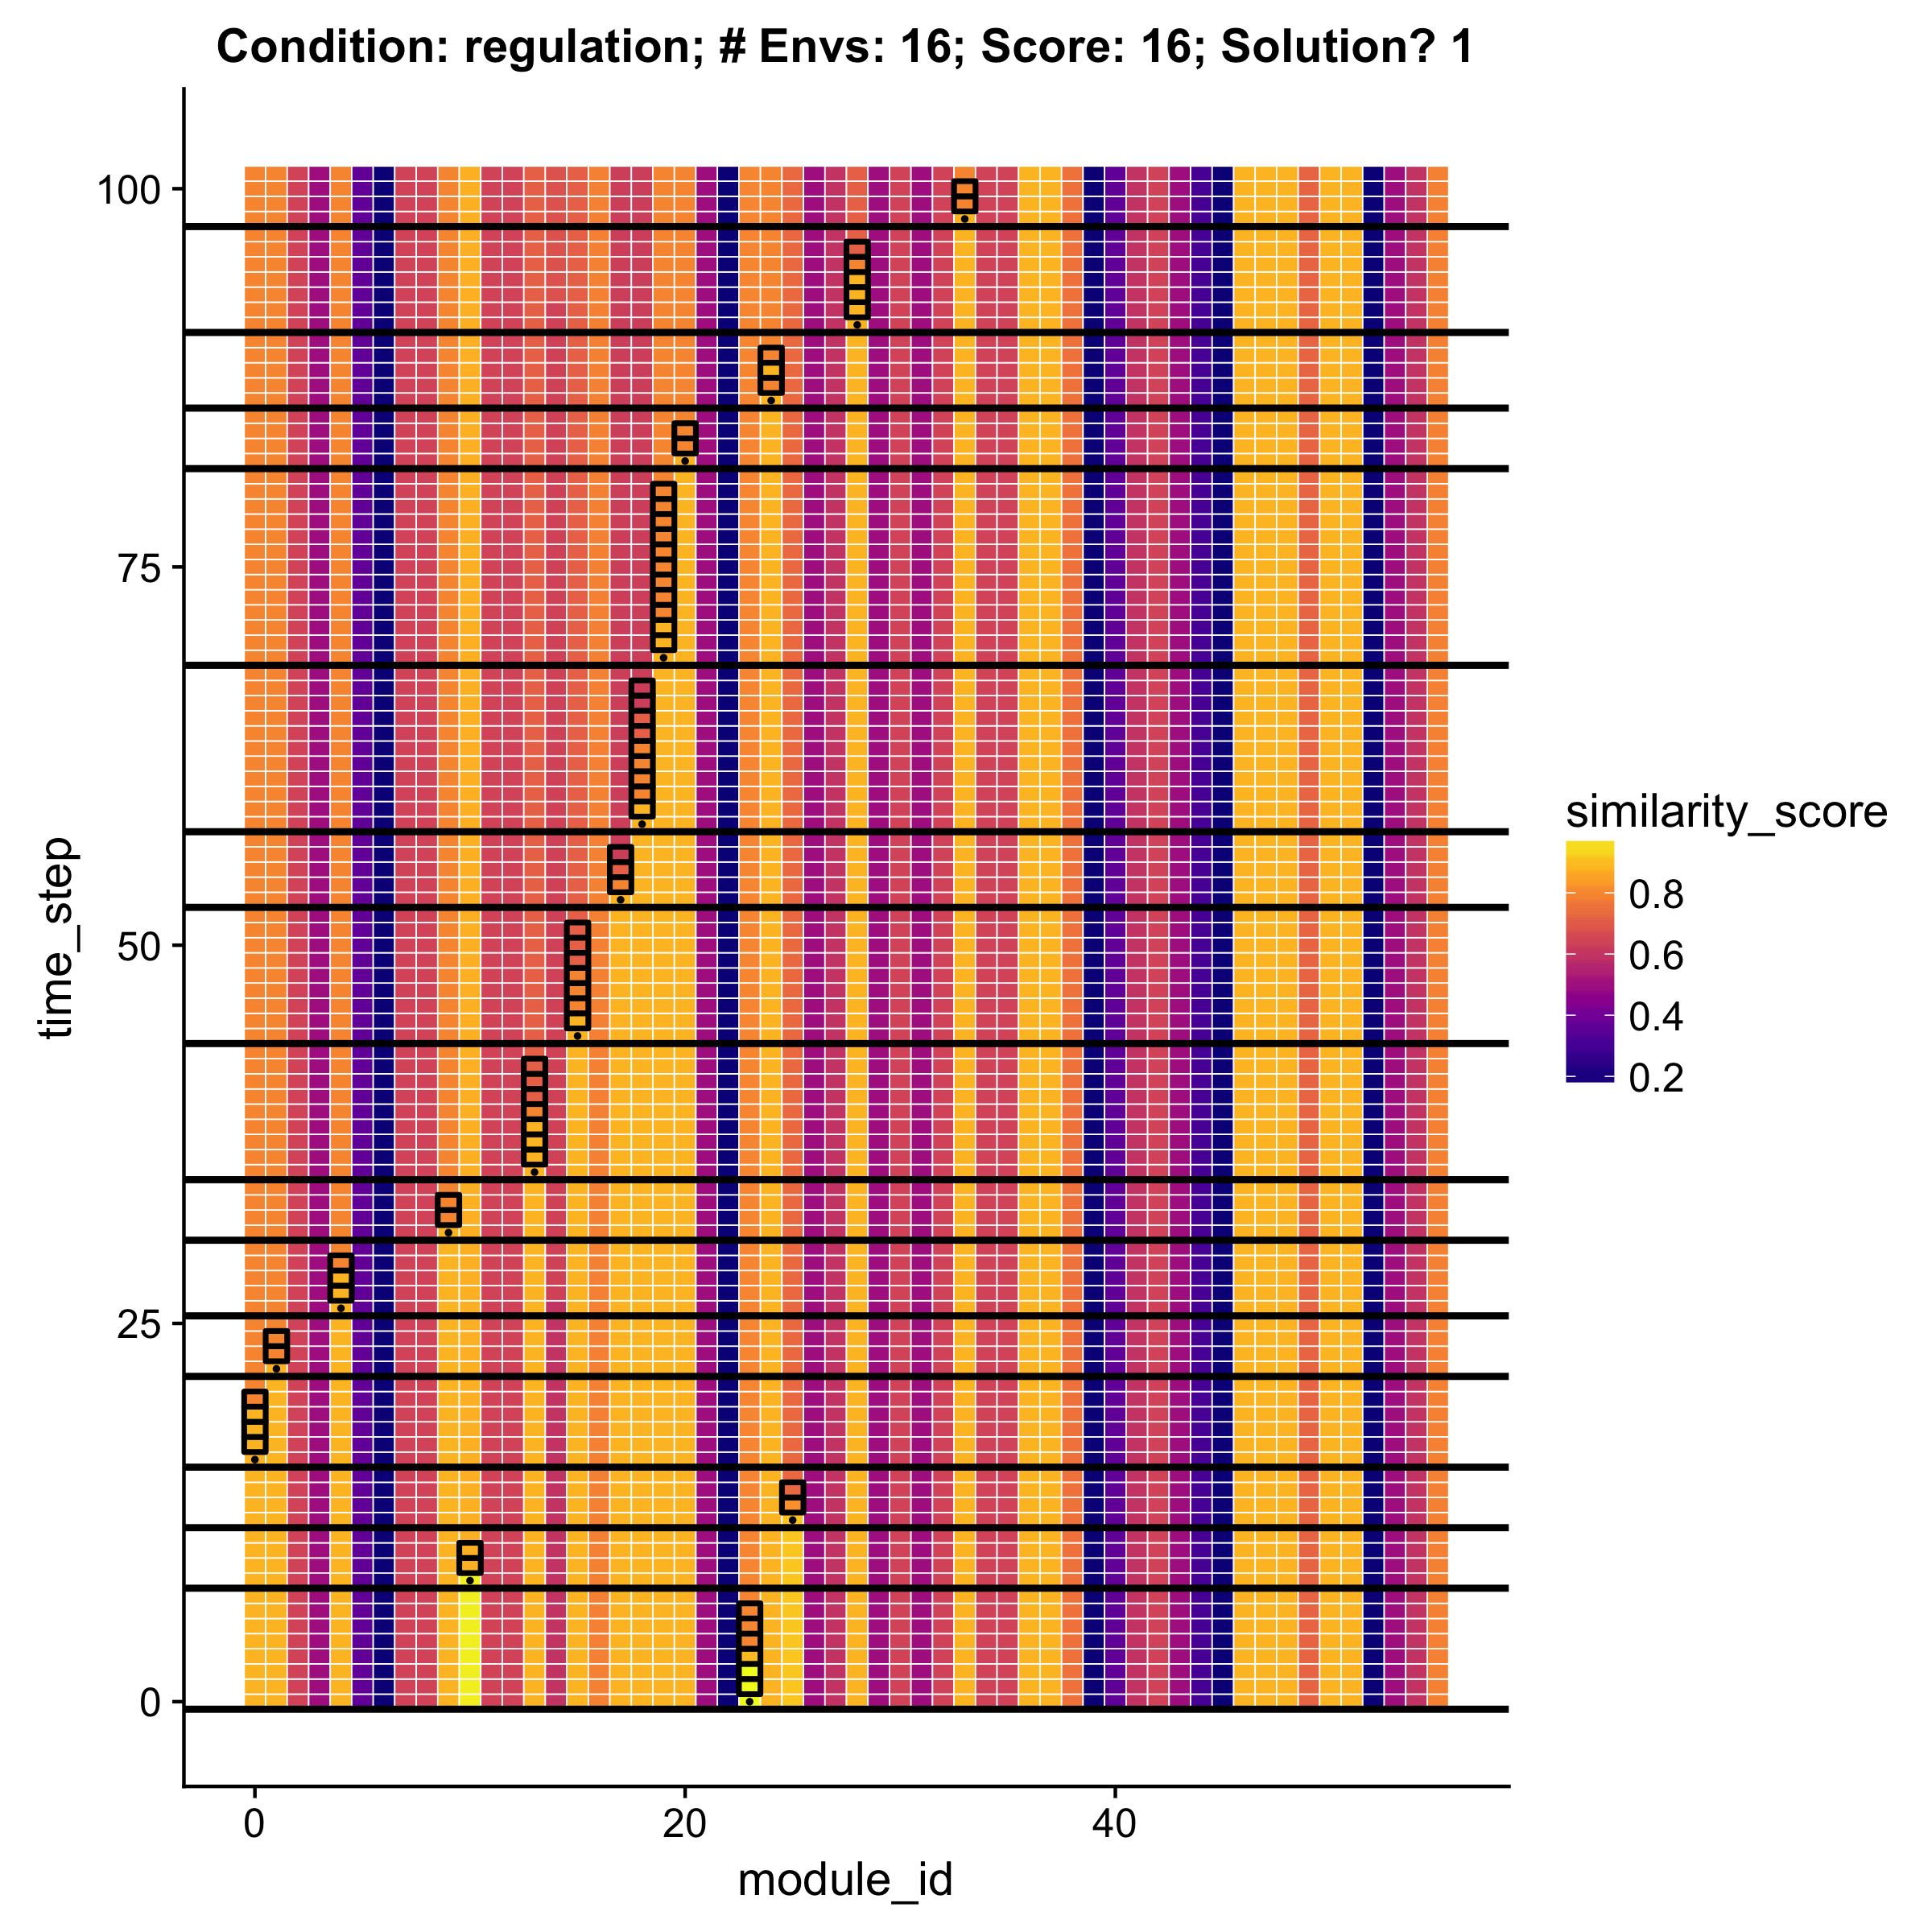 Condition: regulation; # Envs: 16; Score: 16; Solution? 1
100
75
50
25
0
time_step
0 20 40
module_id
similarity_score
0.8
0.6
0.4
0.2